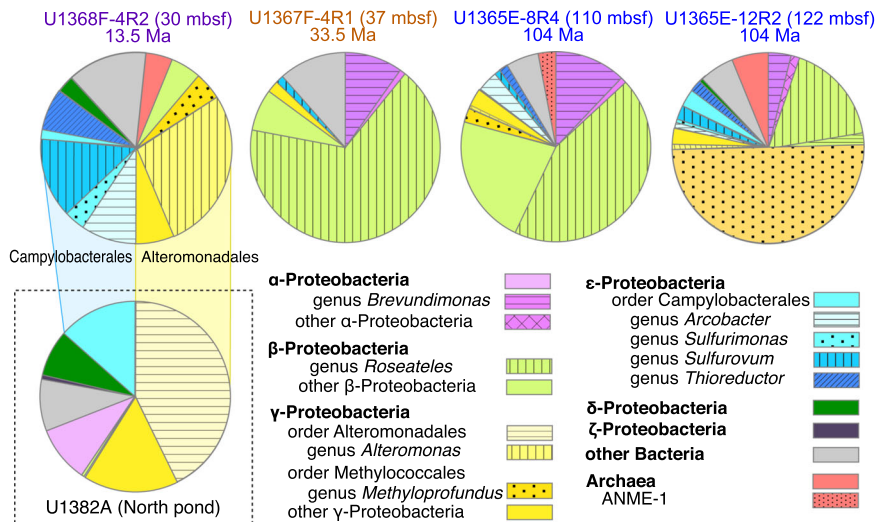 U1368F-4R2 (30 mbsf)
13.5 Ma
U1367F-4R1 (37 mbsf)
33.5 Ma
U1365E-8R4 (110 mbsf)
104 Ma
U1365E-12R2 (122 mbsf)
104 Ma
Campylobacterales
Alteromonadales
U1382A (North pond)
α-Proteobacteria
genus Brevundimonas
other α-Proteobacteria
β-Proteobacteria
genus Roseateles
other β-Proteobacteria
γ-Proteobacteria
order Alteromonadales
genus Alteromonas
order Methylococcales
genus Methyloprofundus
other γ-Proteobacteria
ε-Proteobacteria
order Campylobacterales
genus Arcobacter
genus Sulfurimonas
genus Sulfurovum
genus Thioreductor
δ-Proteobacteria
ζ-Proteobacteria
other Bacteria
Archaea
ANME-1